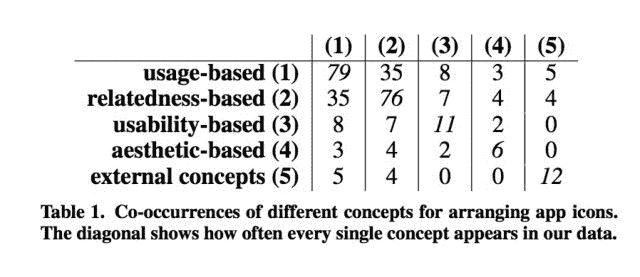 (1) (2) (3) (4) (5)
usage-based (1) 79 35 8 3 5
relatedness-based (2) 35 76 7 4 4
usability-based (3) 8 7 11 2 0
aesthetic-based (4) 3 4 2 6 0
external concepts (5) 5 4 0 0 12
Table 1. Co-occurrences of different concepts for arranging app icons.
The diagonal shows how often every single concept appears in our data.